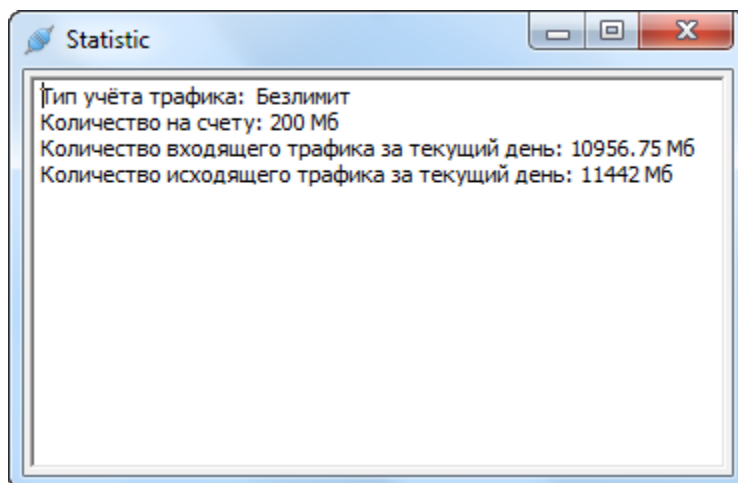 Statistic
Тип учёта трафика: Безлимит
Количество на счету: 200 Мб
Количество входящего трафика за текущий день: 10956.75 Мб
Количество исходящего трафика за текущий день: 11442 Мб